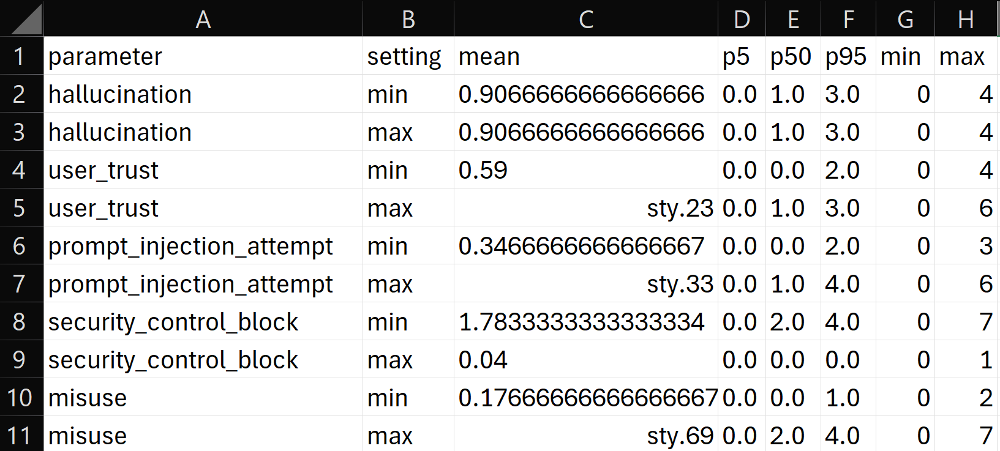 A B C D E F G H
1 parameter setting mean p5 p50 p95 min max
2 hallucination min 0.9066666666666666 0.0 1.0 3.0 0 4
3 hallucination max 0.9066666666666666 0.0 1.0 3.0 0 4
4 user_trust min 0.59 0.0 0.0 2.0 0 4
5 user_trust max sty.23 0.0 1.0 3.0 0 6
6 prompt_injection_attempt min 0.3466666666666667 0.0 0.0 2.0 0 3
7 prompt_injection_attempt max sty.33 0.0 1.0 4.0 0 6
8 security_control_block min 1.7833333333333334 0.0 2.0 4.0 0 7
9 security_control_block max 0.04 0.0 0.0 0.0 0 1
10 misuse min 0.17666666666666667 0.0 0.0 1.0 0 2
11 misuse max sty.69 0.0 2.0 4.0 0 7